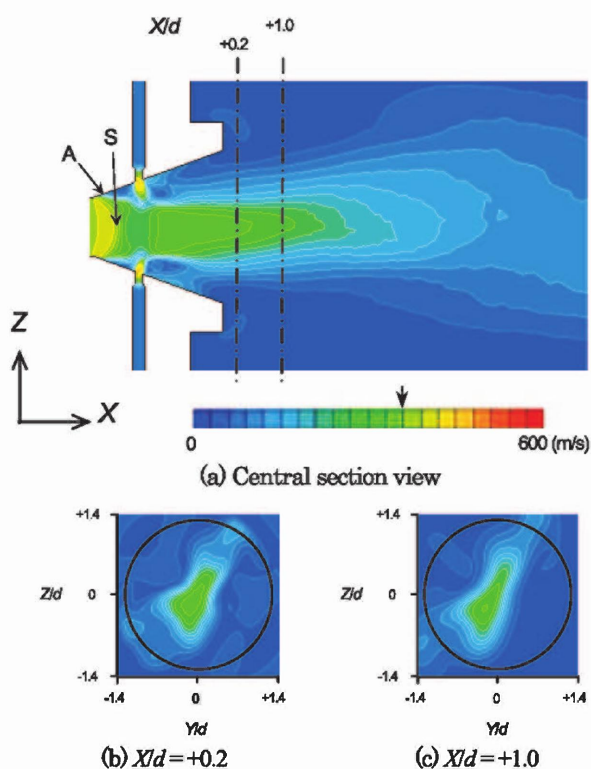 X/d
+0.2 +1.0
S
A
Z
X
0 600 (m/s)
(a) Central section view
+1.4 +1.4
Z/d 0 Z/d 0
-1.4 -1.4
-1.4 0 +1.4 -1.4 0 +1.4
Y/d Y/d
(b) X/d = +0.2 (c) X/d = +1.0